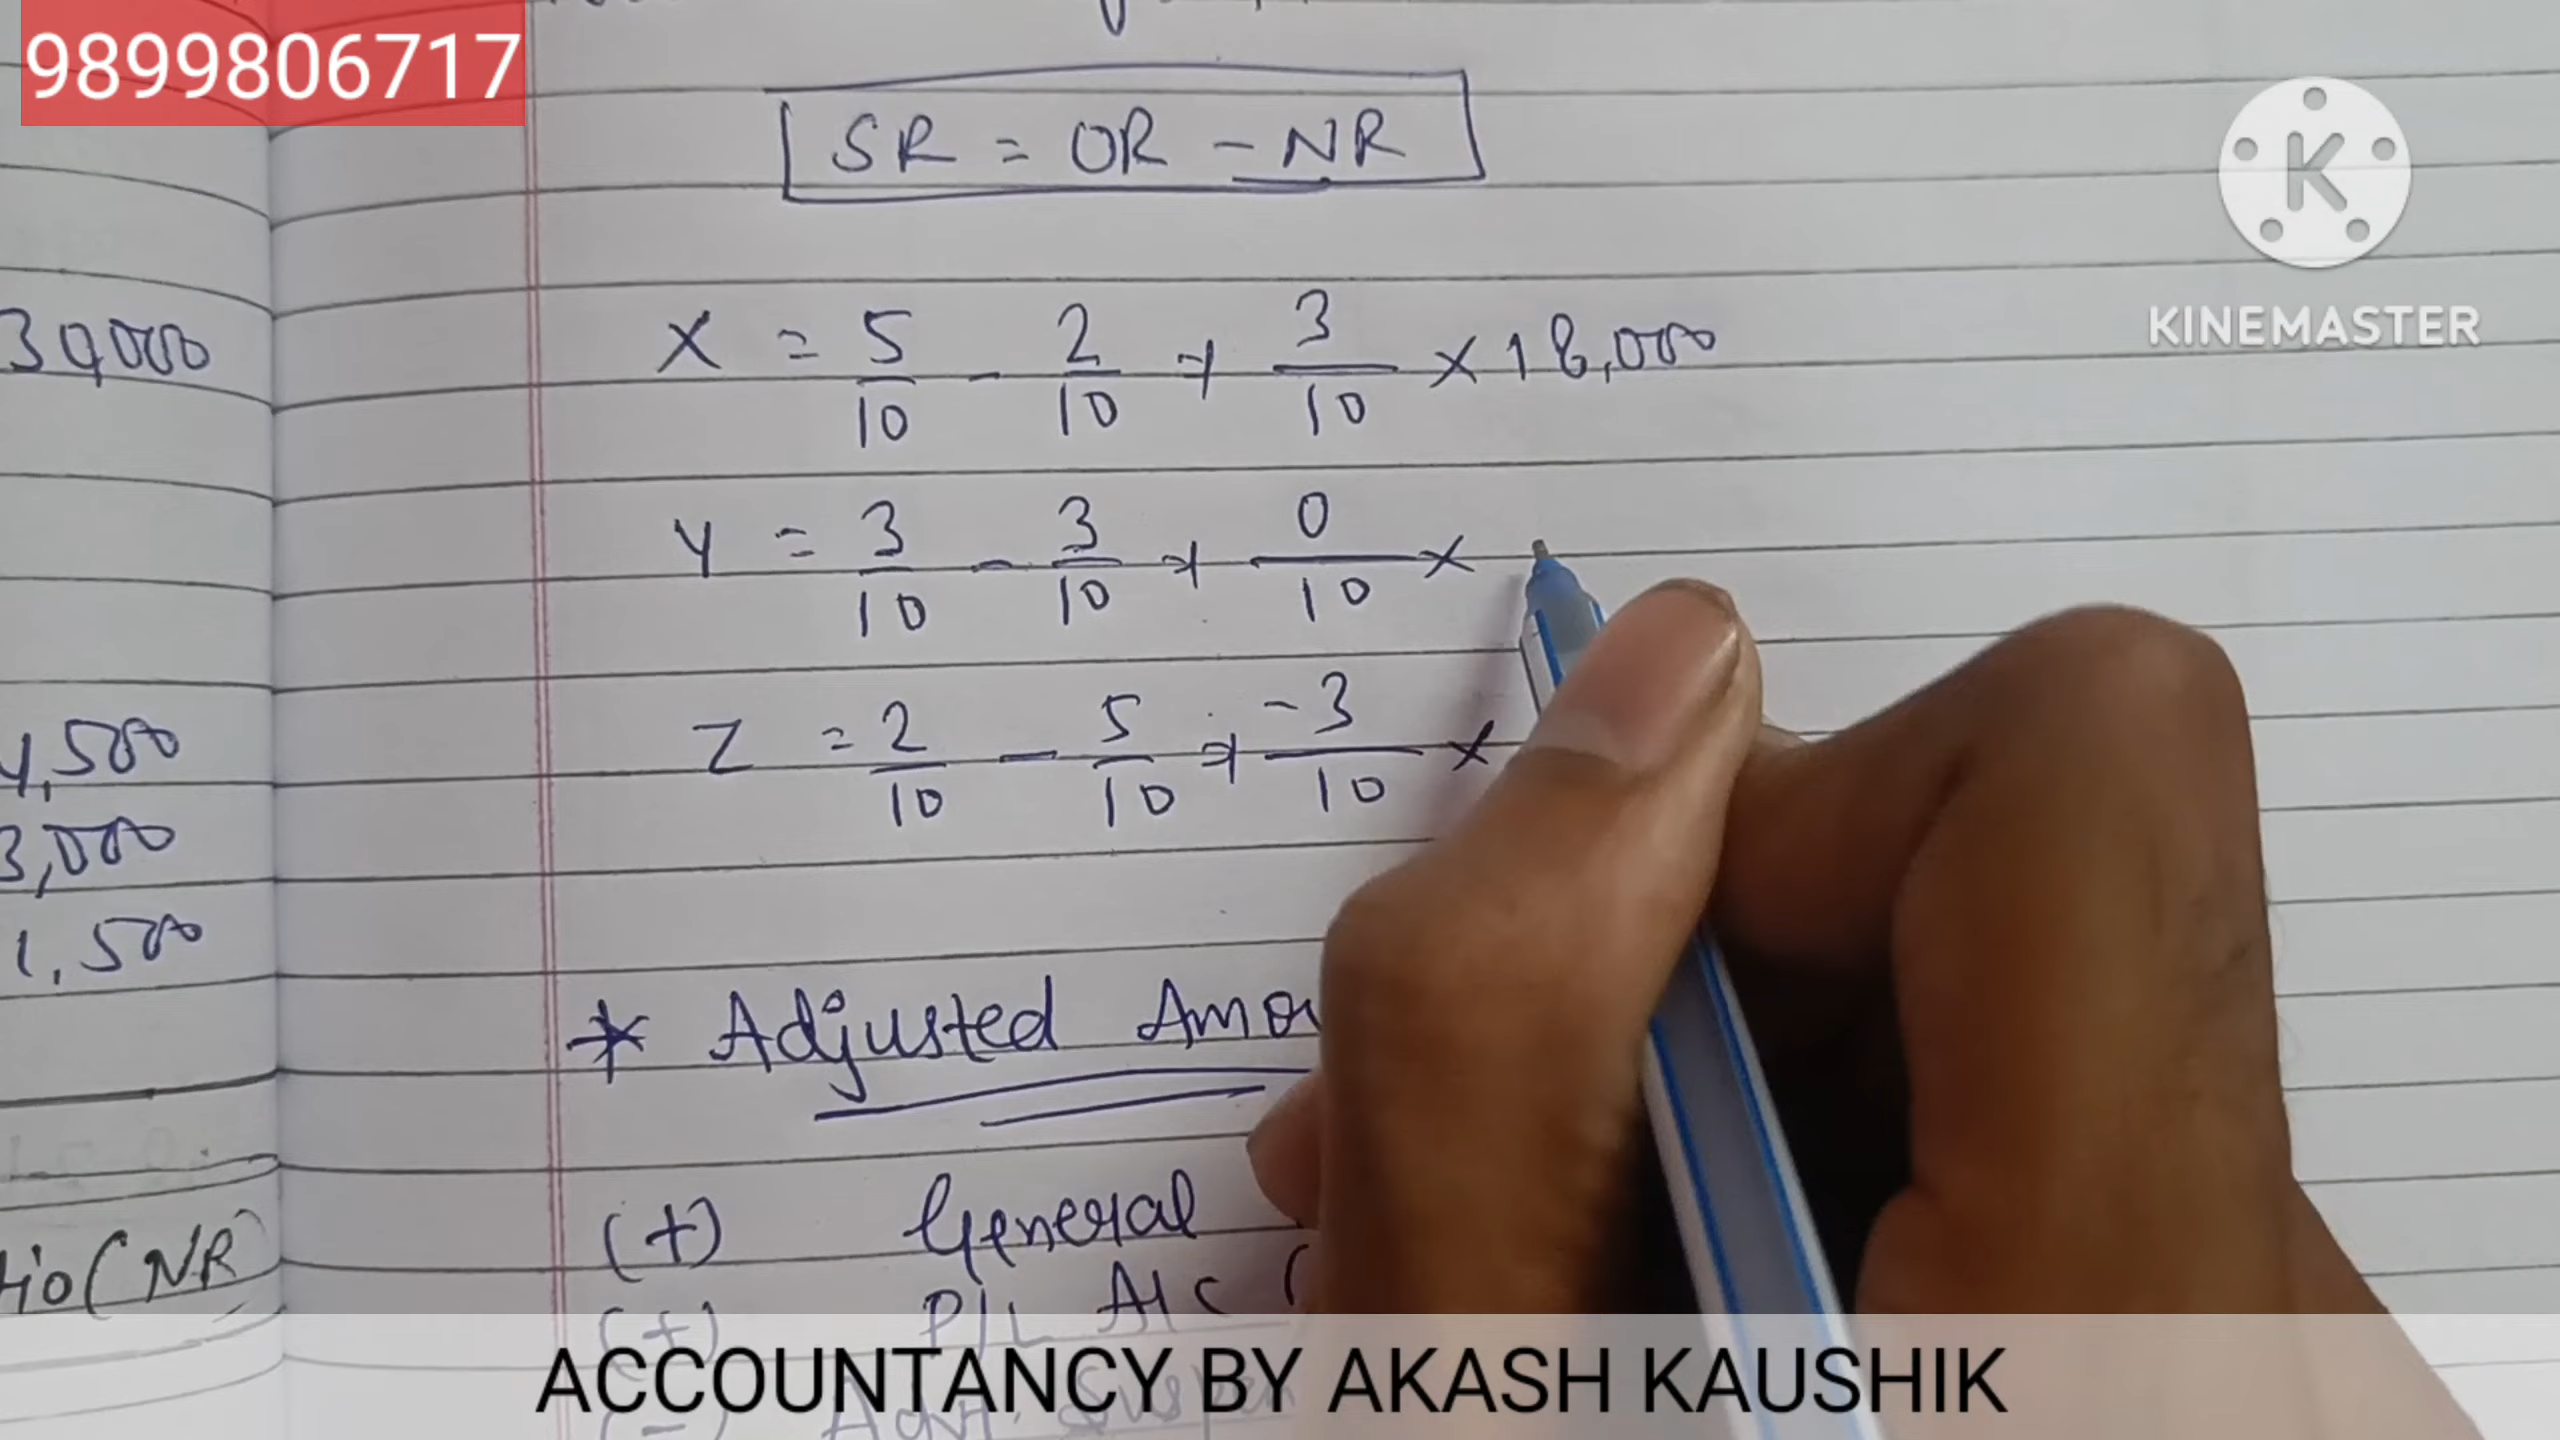 9899806717
SR = OR - NR
KINEMASTER
30,000
X = 5/10 - 2/10 ⇒ 3/10 × 18,000
Y = 3/10 - 3/10 ⇒ 0/10 ×
Z = 2/10 - 5/10 ⇒ -3/10 ×
4,500
3,000
1,500
* Adjusted
(+) General
(NR)
(+) P/L A/c (
(-) Advt.
ACCOUNTANCY BY AKASH KAUSHIK